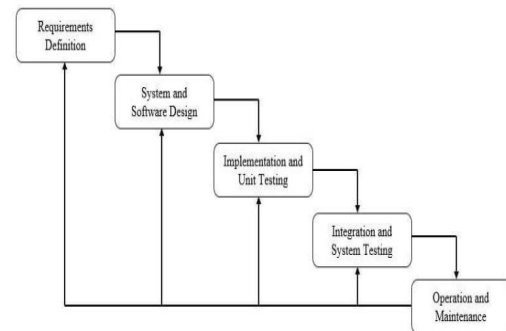 Requirements
Definition
System and
Software Design
Implementation and
Unit Testing
Integration and
System Testing
Operation and
Maintenance